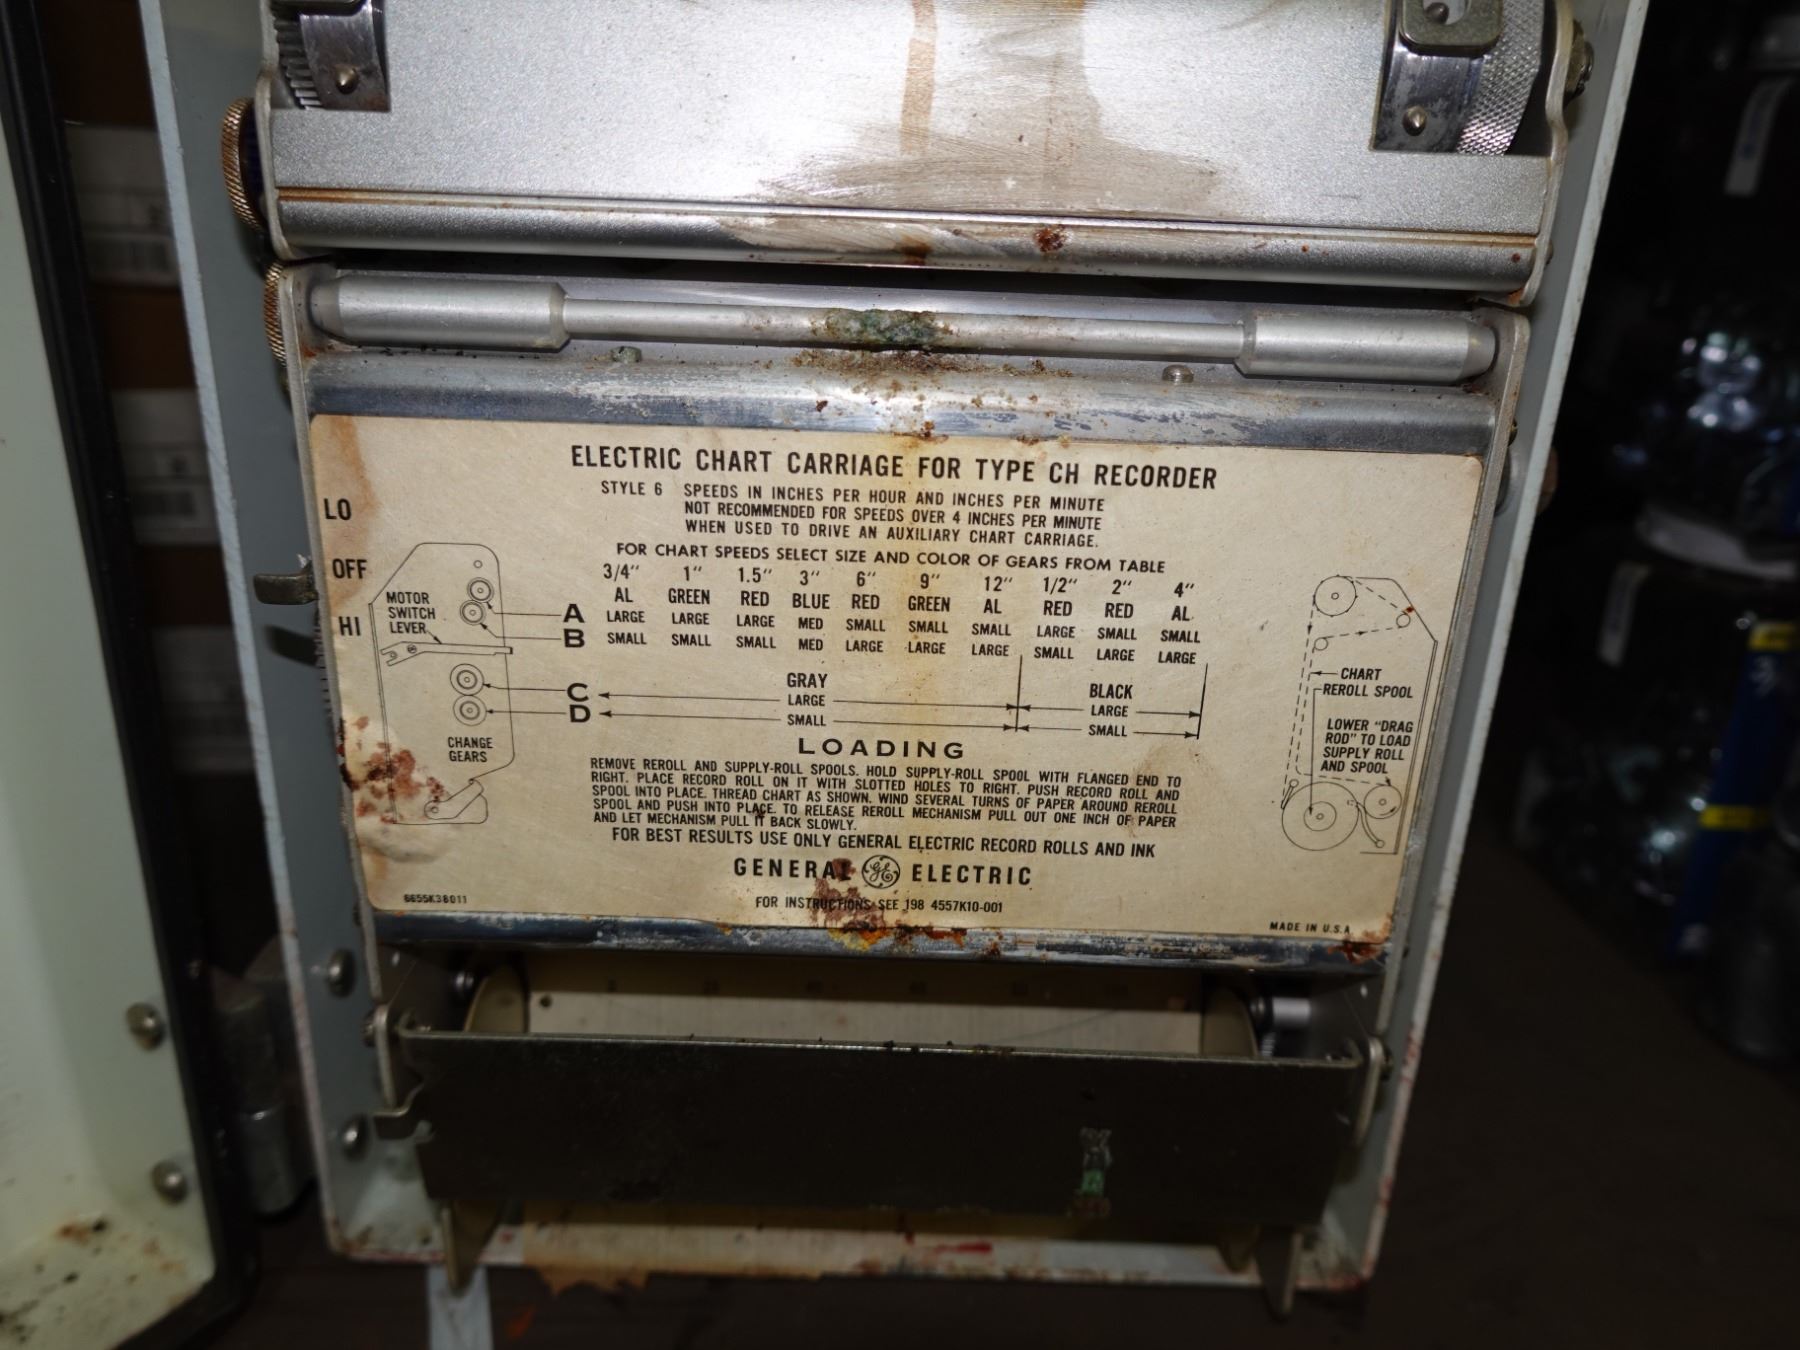 ELECTRIC CHART CARRIAGE FOR TYPE CH RECORDER
STYLE 6 SPEEDS IN INCHES PER HOUR AND INCHES PER MINUTE
NOT RECOMMENDED FOR SPEEDS OVER 4 INCHES PER MINUTE
WHEN USED TO DRIVE AN AUXILIARY CHART CARRIAGE.
FOR CHART SPEEDS SELECT SIZE AND COLOR OF GEARS FROM TABLE
LO
OFF
HI
MOTOR
SWITCH
LEVER
CHANGE
GEARS
3/4" 1" 1.5" 3" 6" 9" 12" 1/2" 2" 4"
AL GREEN RED BLUE RED GREEN AL RED RED AL
A LARGE LARGE LARGE MED SMALL SMALL SMALL LARGE SMALL SMALL
B SMALL SMALL SMALL MED LARGE LARGE LARGE SMALL LARGE LARGE
GRAY BLACK
C LARGE LARGE
D SMALL SMALL
CHART
REROLL SPOOL
LOWER "DRAG
ROD" TO LOAD
SUPPLY ROLL
AND SPOOL
LOADING
REMOVE REROLL AND SUPPLY-ROLL SPOOLS. HOLD SUPPLY-ROLL SPOOL WITH FLANGED END TO
RIGHT. PLACE RECORD ROLL ON IT WITH SLOTTED HOLES TO RIGHT. PUSH RECORD ROLL AND
SPOOL INTO PLACE. THREAD CHART AS SHOWN. WIND SEVERAL TURNS OF PAPER AROUND REROLL
SPOOL AND PUSH INTO PLACE. TO RELEASE REROLL MECHANISM PULL OUT ONE INCH OF PAPER
AND LET MECHANISM PULL IT BACK SLOWLY.
FOR BEST RESULTS USE ONLY GENERAL ELECTRIC RECORD ROLLS AND INK
GENERAL GE ELECTRIC
6655K38011
FOR INSTRUCTIONS SEE 198 4557K10-001
MADE IN U.S.A